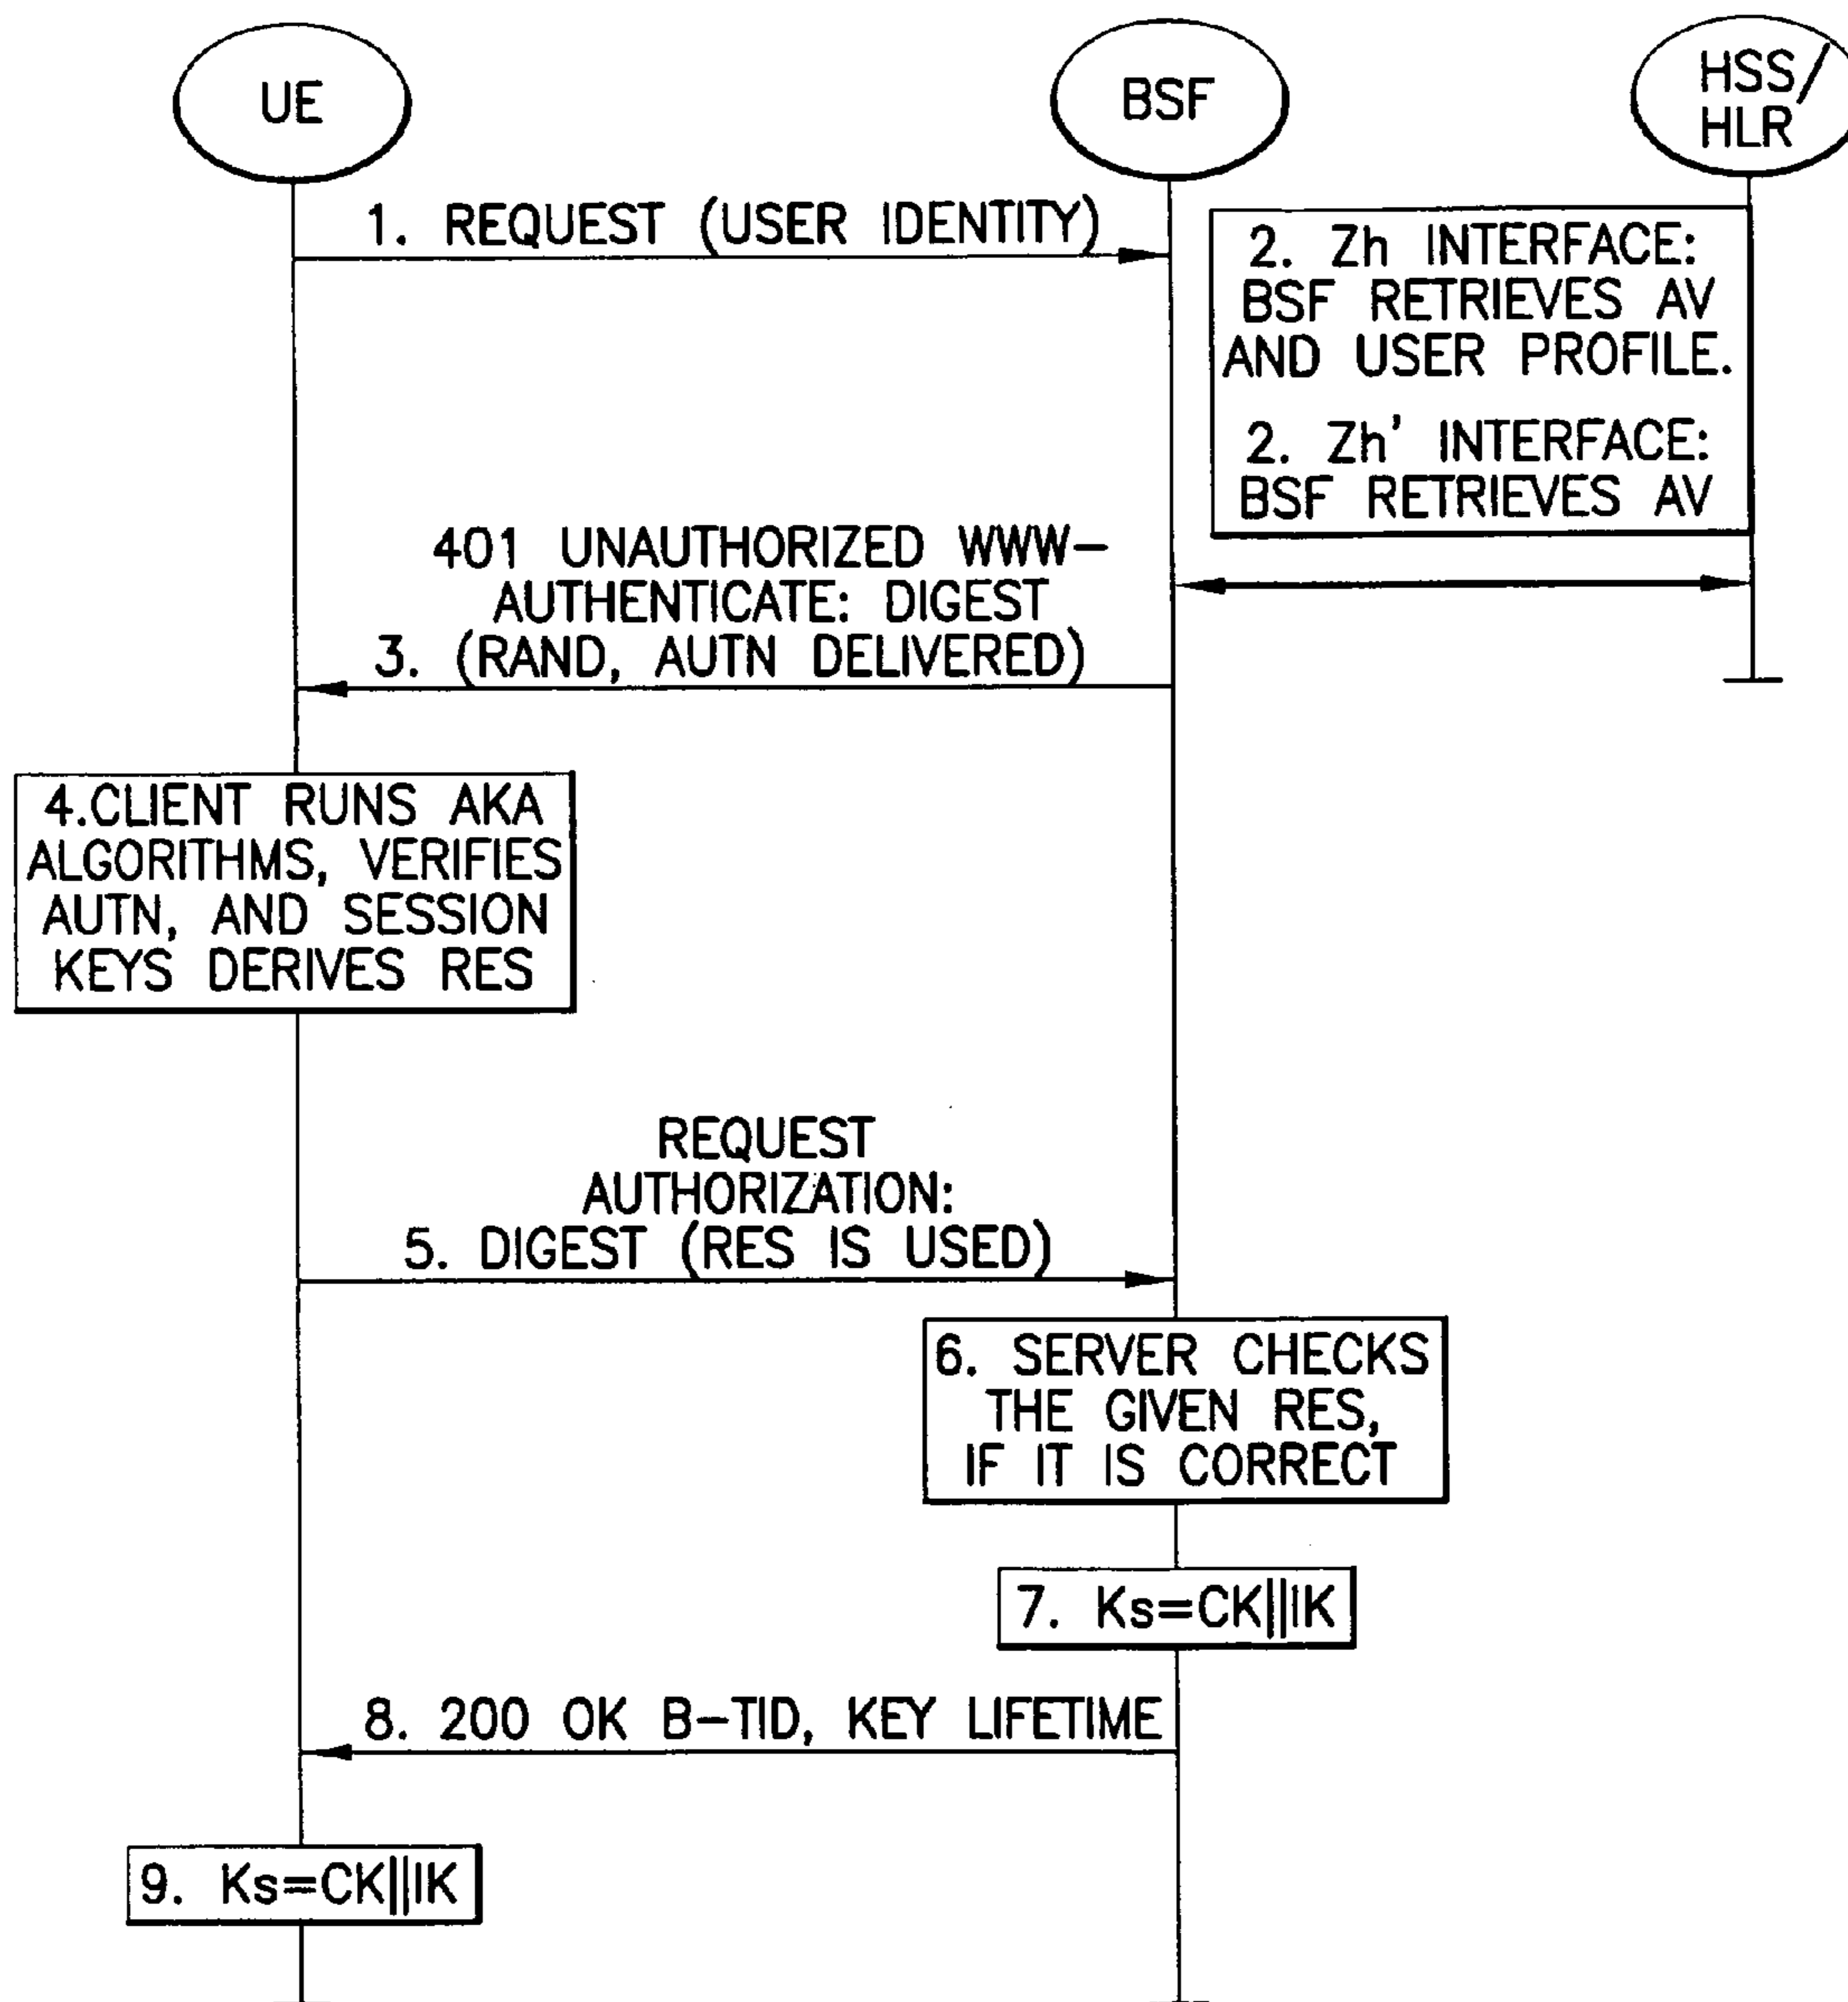 UE
BSF
HSS/
HLR
1. REQUEST (USER IDENTITY)
2. Zh INTERFACE:
BSF RETRIEVES AV
AND USER PROFILE.
2. Zh' INTERFACE:
BSF RETRIEVES AV
401 UNAUTHORIZED WWW-
AUTHENTICATE: DIGEST
3. (RAND, AUTN DELIVERED)
4.CLIENT RUNS AKA
ALGORITHMS, VERIFIES
AUTN, AND SESSION
KEYS DERIVES RES
REQUEST
AUTHORIZATION:
5. DIGEST (RES IS USED)
6. SERVER CHECKS
THE GIVEN RES,
IF IT IS CORRECT
7. Ks=CK||IK
8. 200 OK B-TID, KEY LIFETIME
9. Ks=CK||IK